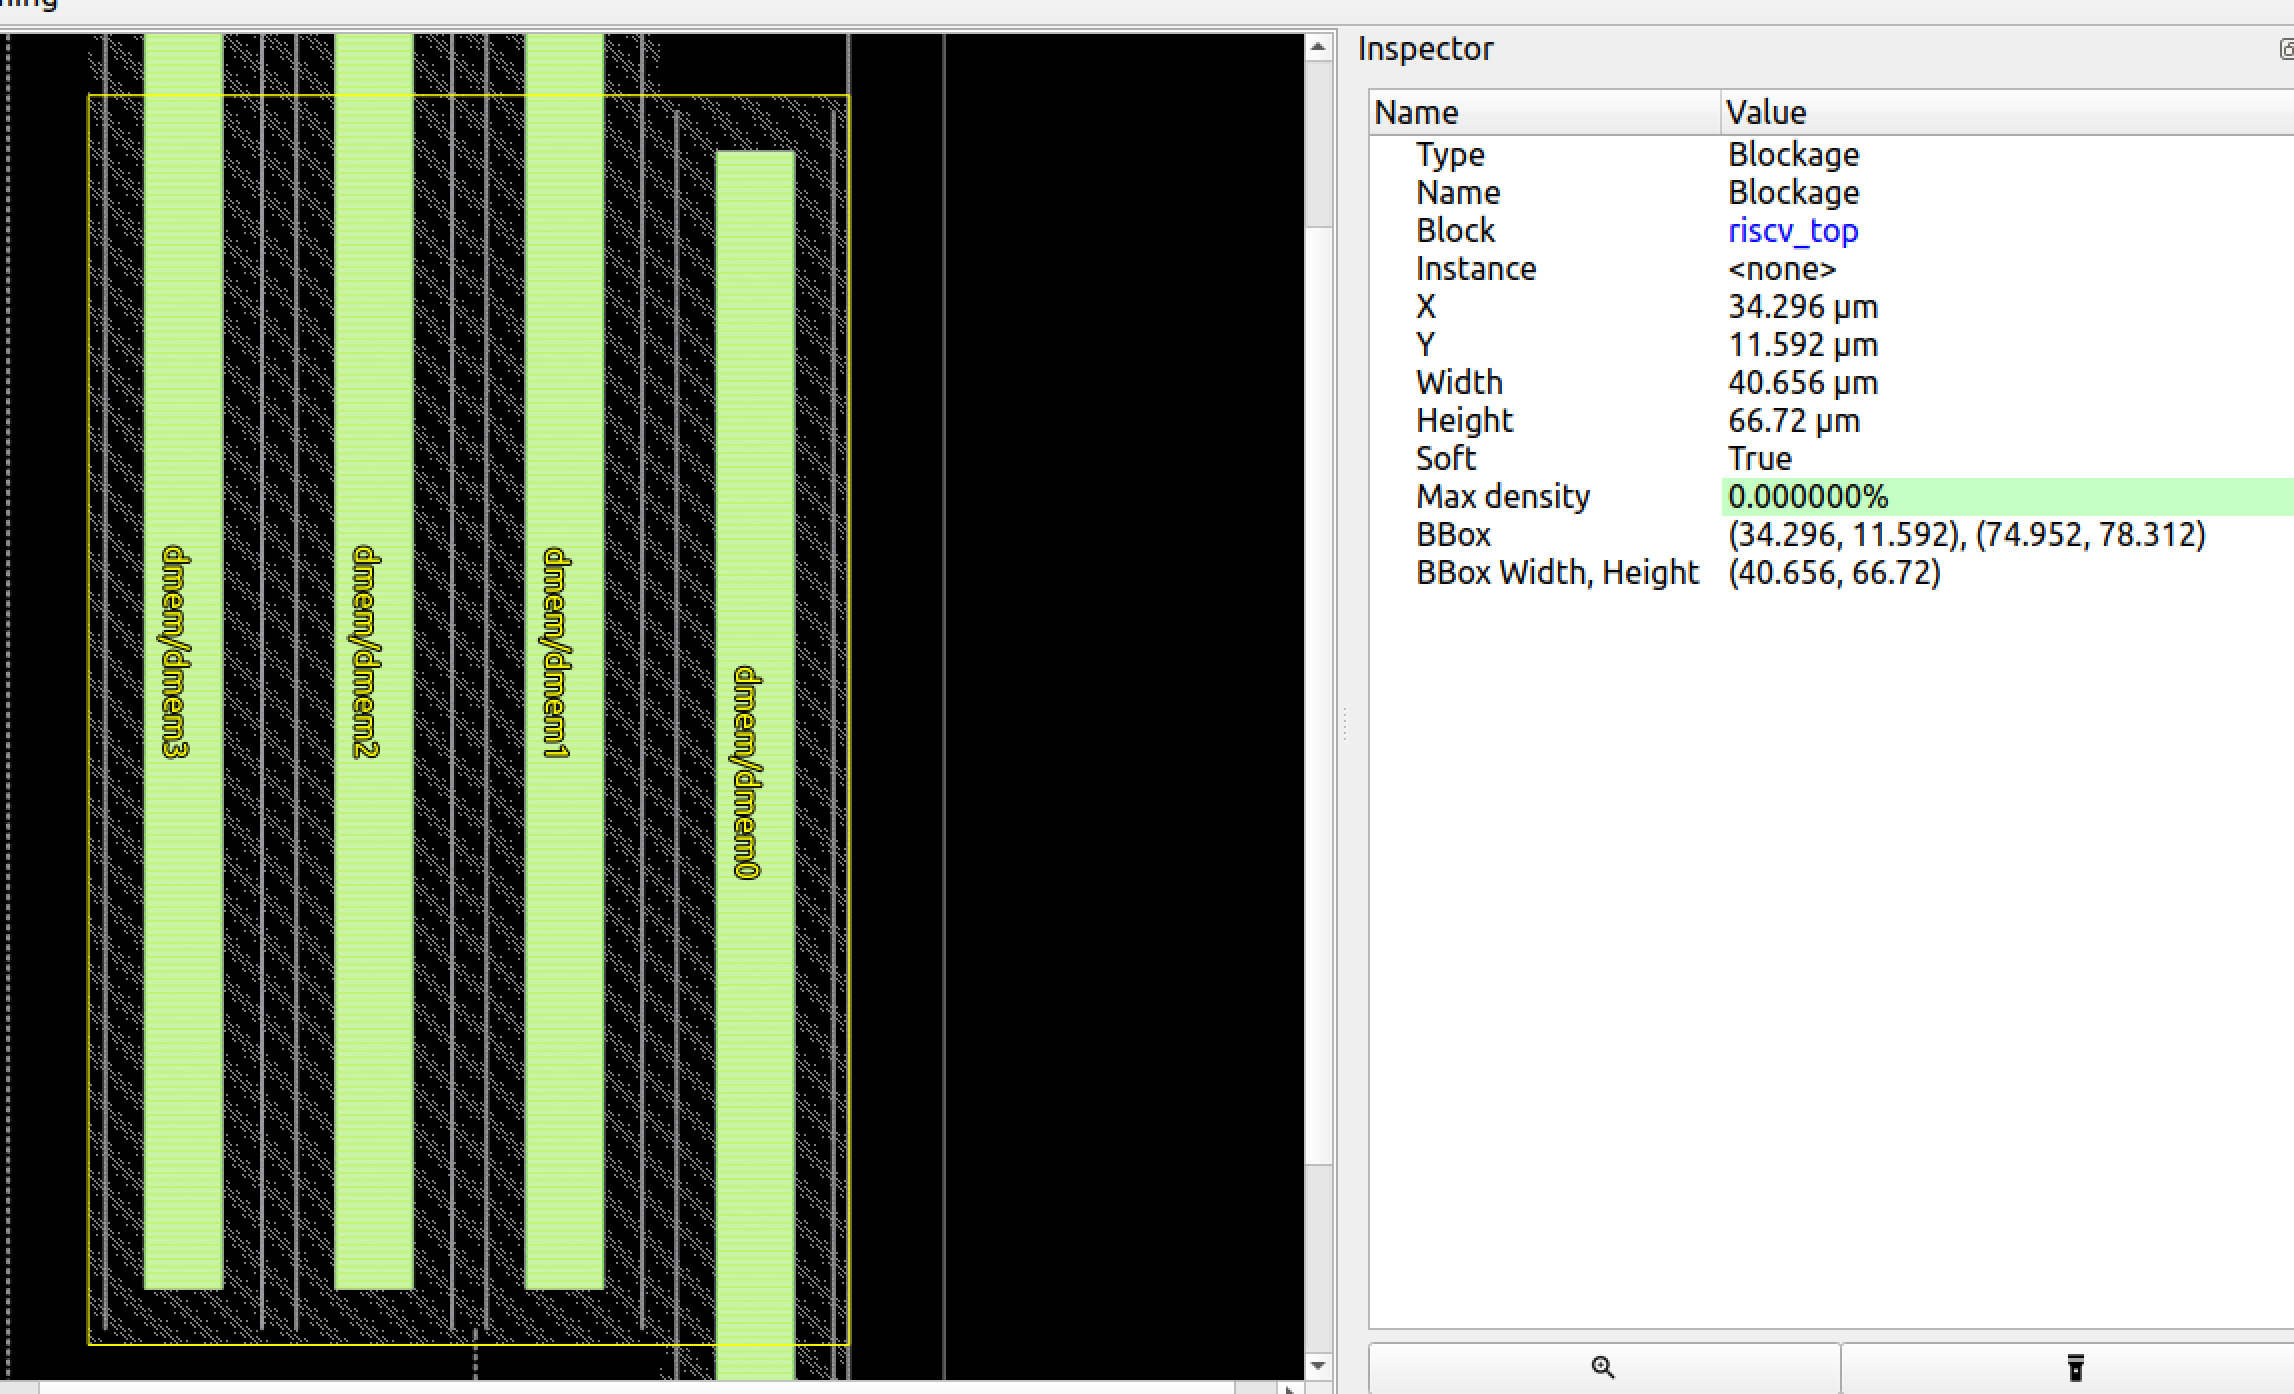 Inspector
Name Value
Type Blockage
Name Blockage
Block riscv_top
Instance <none>
X 34.296 μm
Y 11.592 μm
Width 40.656 μm
Height 66.72 μm
Soft True
Max density 0.000000%
BBox (34.296, 11.592), (74.952, 78.312)
BBox Width, Height (40.656, 66.72)
dmem/dmem3
dmem/dmem2
dmem/dmem1
dmem/dmem0